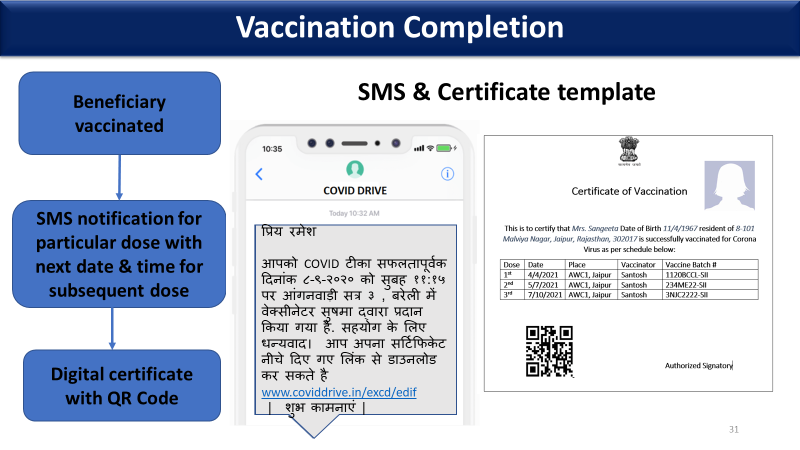 Vaccination Completion
Beneficiary
vaccinated
SMS notification for
particular dose with
next date & time for
subsequent dose
Digital certificate
with QR Code
SMS & Certificate template
10:35
COVID DRIVE
Today 10:32 AM
प्रिय रमेश
आपको COVID टीका सफलतापूर्वक
दिनांक ८-९-२०२० को सुबह ११:१५
पर आंगनवाडी सत्र ३ , बरेली में
वेक्सीनेटर सुषमा द्वारा प्रदान
किया गया है. सहयोग के लिए
धन्यवाद। आप अपना सर्टिफिकेट
नीचे दिए गए लिंक से डाउनलोड
कर सकते है
www.coviddrive.in/excd/edif
| शुभ कामनाएं |
Certificate of Vaccination
This is to certify that Mrs. Sangeeta Date of Birth 11/4/1967 resident of 8-101
Malviya Nagar, Jaipur, Rajasthan, 302017 is successfully vaccinated for Corona
Virus as per schedule below:
Dose Date Place Vaccinator Vaccine Batch #
1st 4/4/2021 AWC1, Jaipur Santosh 1120BCCL-SII
2nd 5/7/2021 AWC1, Jaipur Santosh 234ME22-SII
3rd 7/10/2021 AWC1, Jaipur Santosh 3NJC2222-SII
Authorized Signatory
31